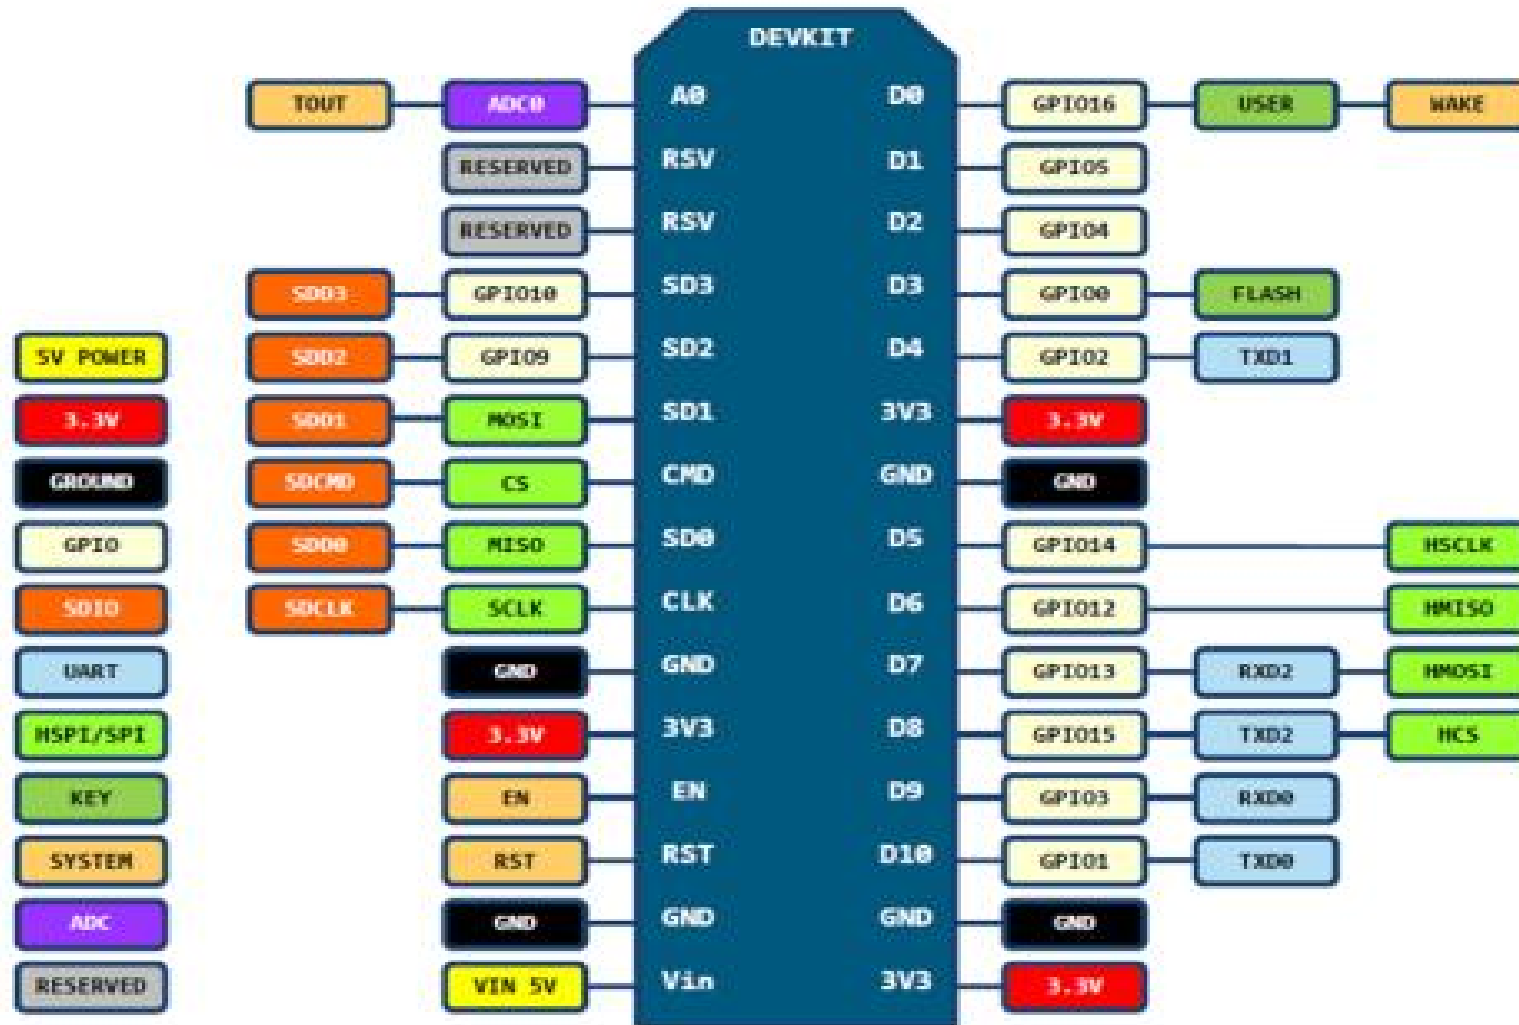 DEVKIT
TOUT ADC0 A0 D0 GPIO16 USER WAKE
RESERVED RSV D1 GPIO5
RESERVED RSV D2 GPIO4
SDD3 GPIO10 SD3 D3 GPIO0 FLASH
5V POWER SDD2 GPIO9 SD2 D4 GPIO2 TXD1
3.3V SDD1 MOSI SD1 3V3 3.3V
GROUND SDCMD CS CMD GND GND
GPIO SDD0 MISO SD0 D5 GPIO14 HSCLK
SDIO SDCLK SCLK CLK D6 GPIO12 HMISO
UART GND GND D7 GPIO13 RXD2 HMOSI
HSPI/SPI 3.3V 3V3 D8 GPIO15 TXD2 HCS
KEY EN EN D9 GPIO3 RXD0
SYSTEM RST RST D10 GPIO1 TXD0
ADC GND GND GND GND
RESERVED VIN 5V Vin 3V3 3.3V